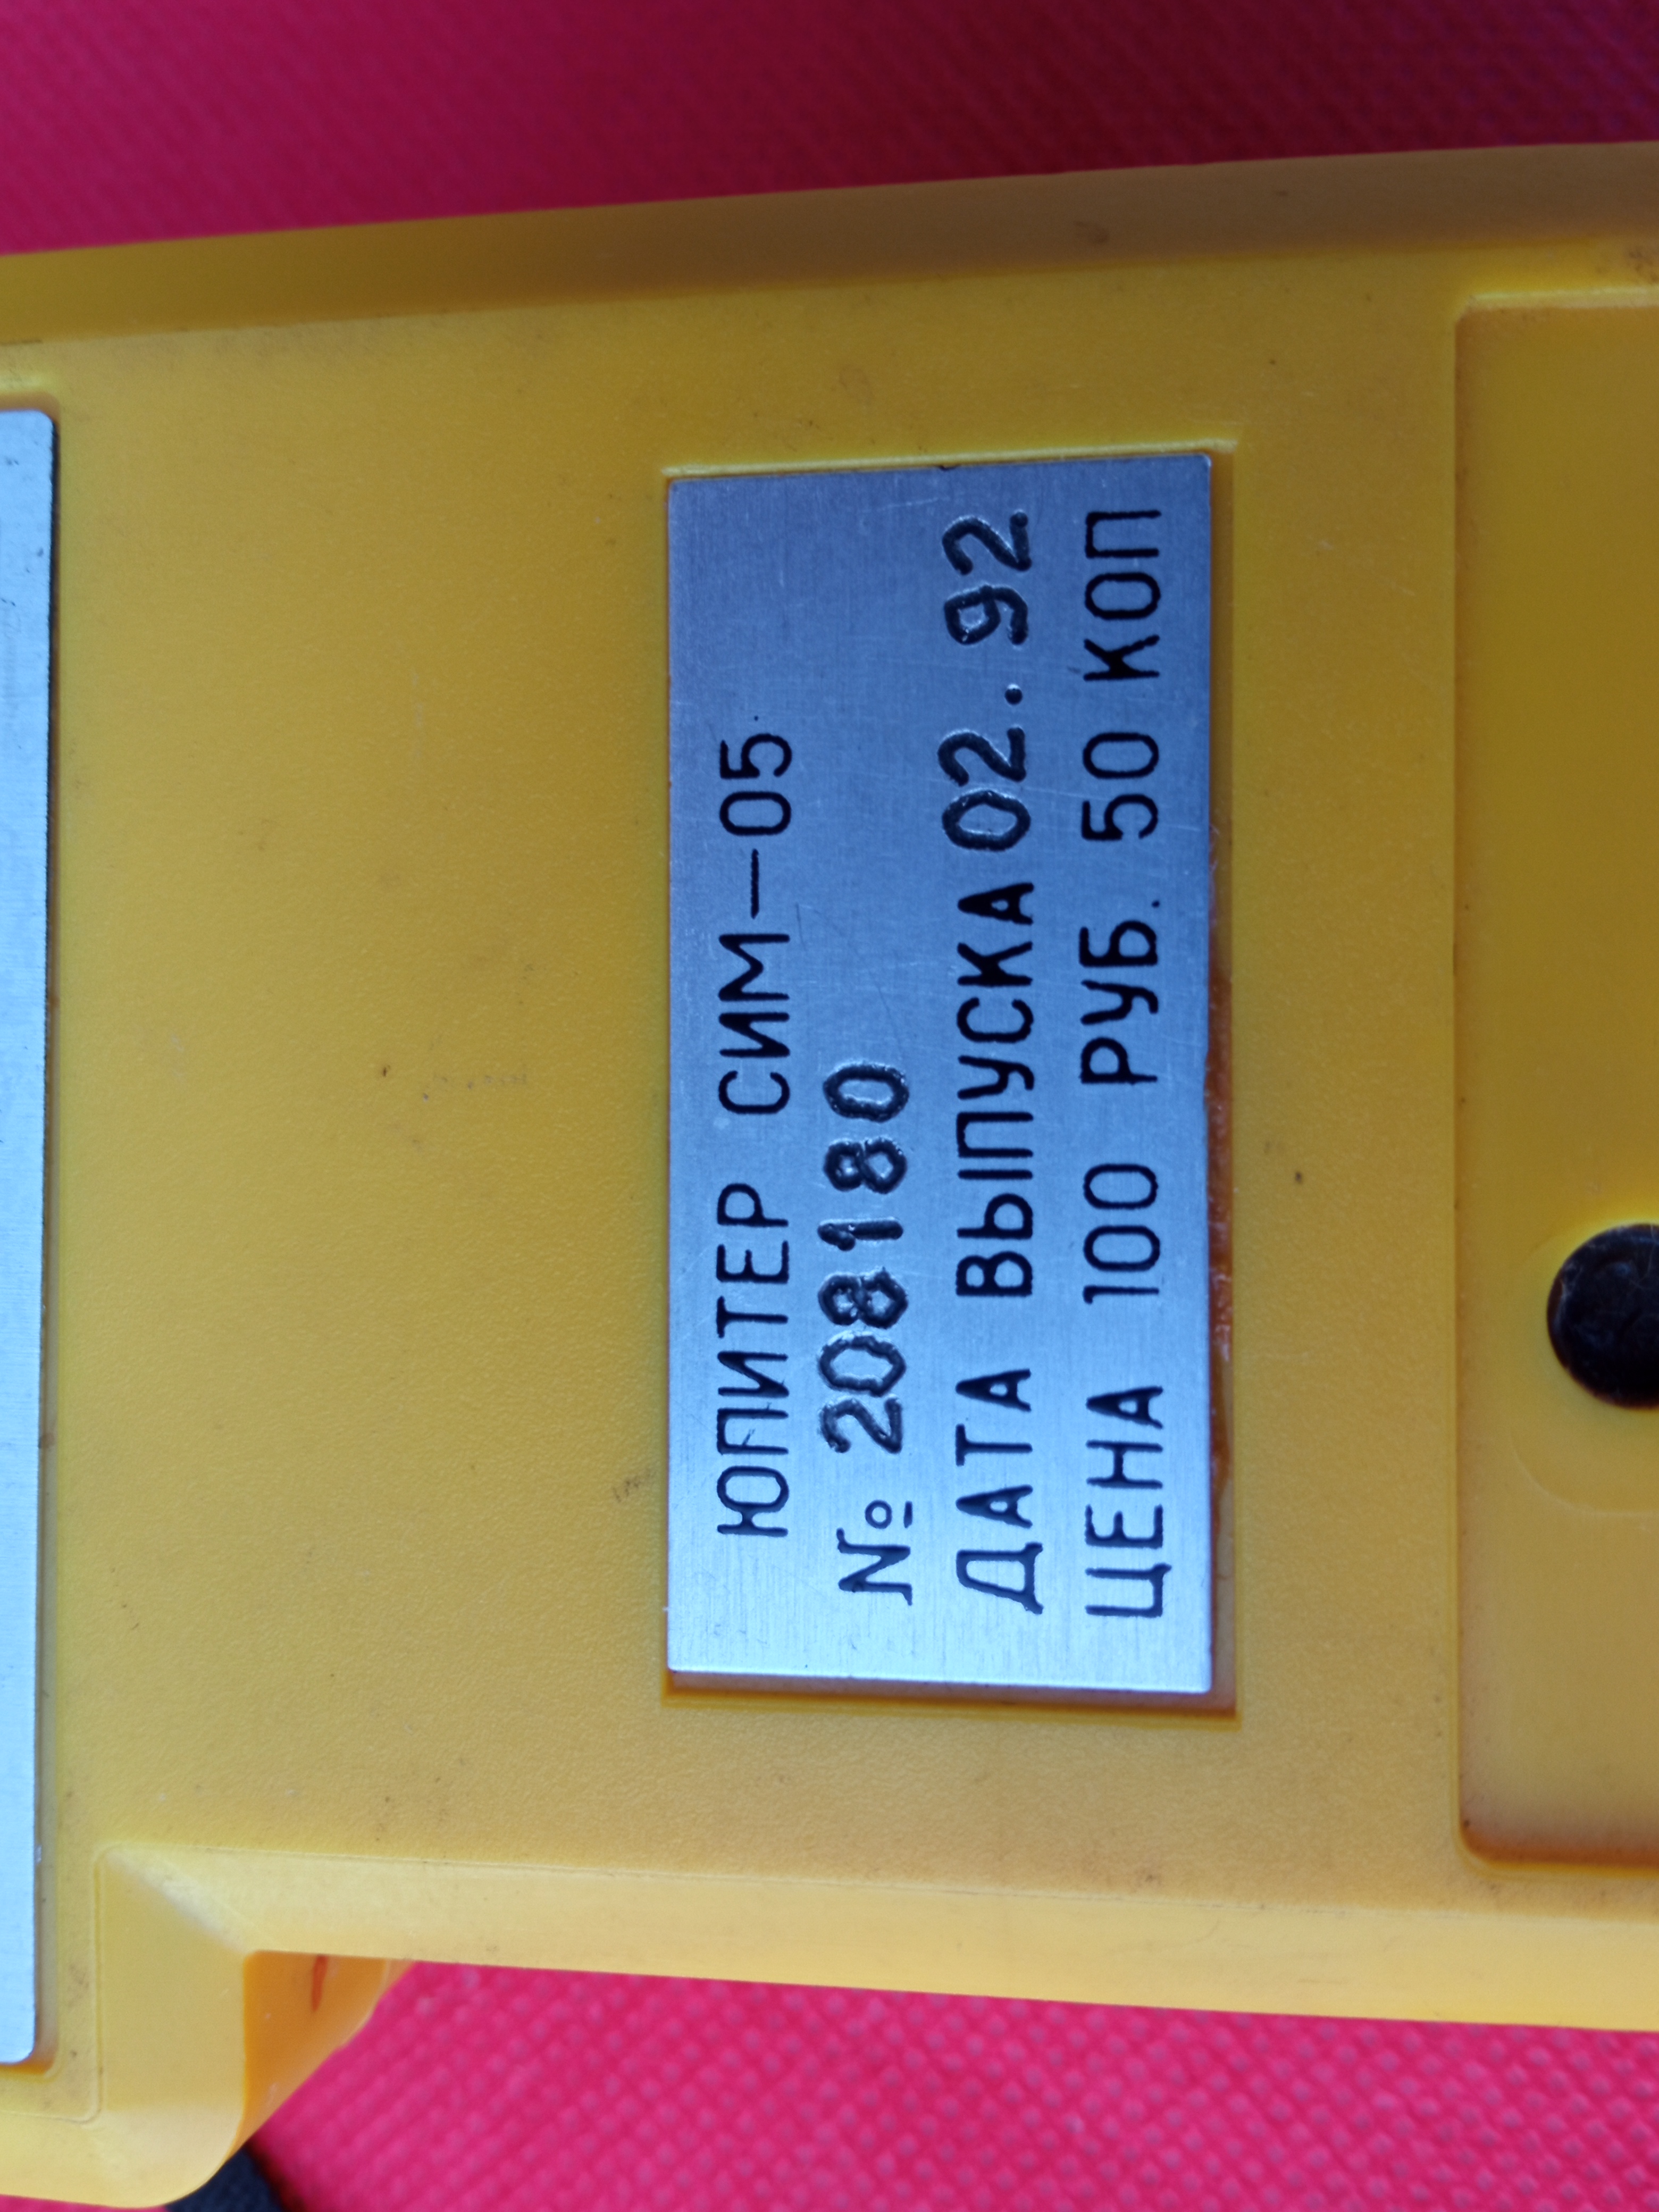 ЮПИТЕР СИМ-05
№ 208180
ДАТА ВЫПУСКА 02.92
ЦЕНА 100 РУБ. 50 КОП